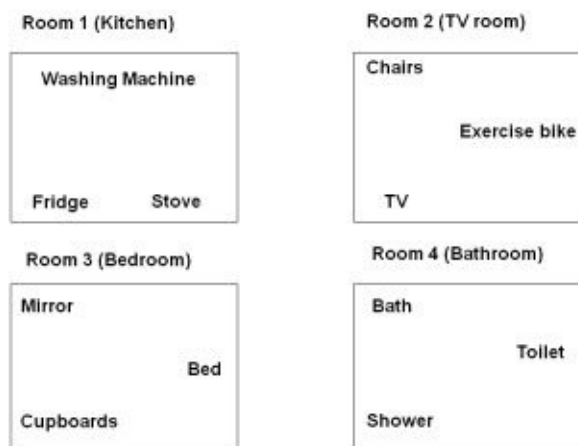 Room 1 (Kitchen)
Washing Machine
Fridge
Stove
Room 2 (TV room)
Chairs
Exercise bike
TV
Room 3 (Bedroom)
Mirror
Bed
Cupboards
Room 4 (Bathroom)
Bath
Toilet
Shower